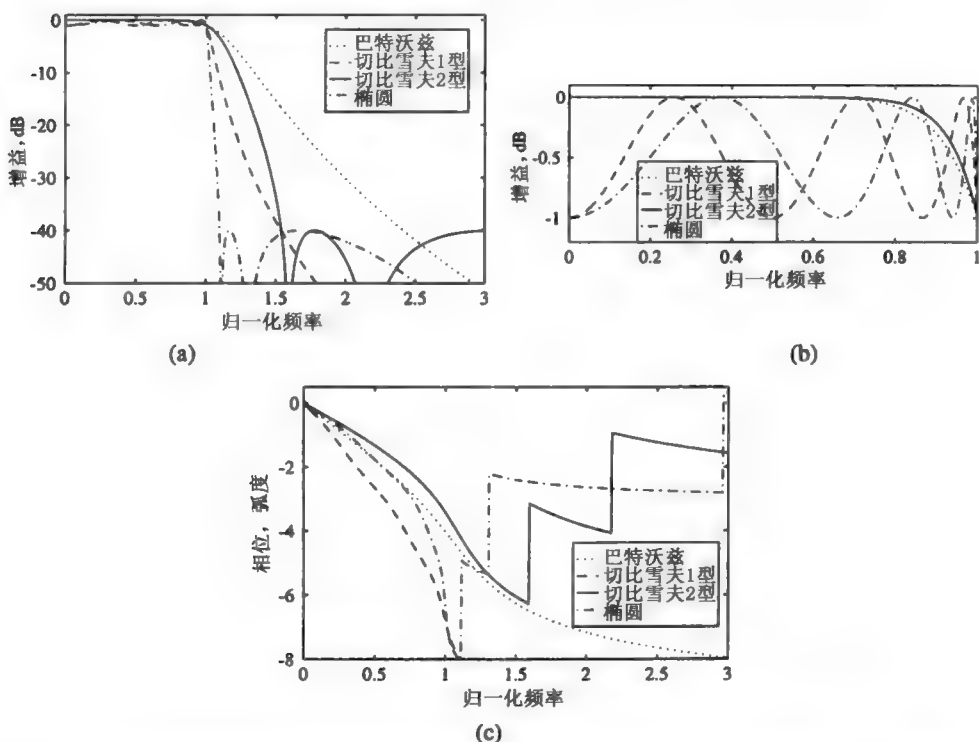 0
-10
-20
-30
-40
-50
增益,dB
巴特沃兹
切比雪夫1型
切比雪夫2型
椭圆
0 0.5 1 1.5 2 2.5 3
归一化频率
(a)
0
-0.5
-1
增益,dB
巴特沃兹
切比雪夫1型
切比雪夫2型
椭圆
0 0.2 0.4 0.6 0.8 1
归一化频率
(b)
0
-2
-4
-6
-8
相位，弧度
巴特沃兹
切比雪夫1型
切比雪夫2型
椭圆
0 0.5 1 1.5 2 2.5 3
归一化频率
(c)